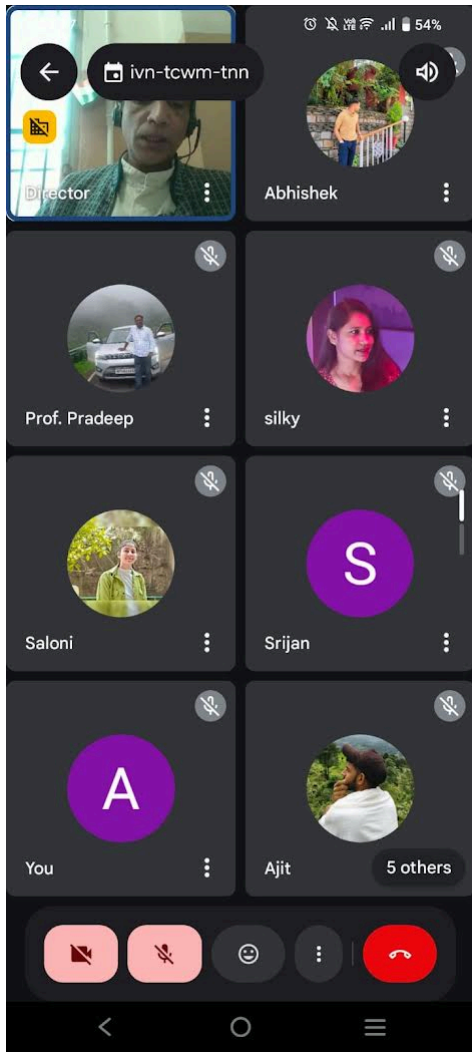 54%
ivn-tcwm-tnn
Director
Abhishek
Prof. Pradeep
silky
Saloni
S
Srijan
A
You
Ajit
5 others